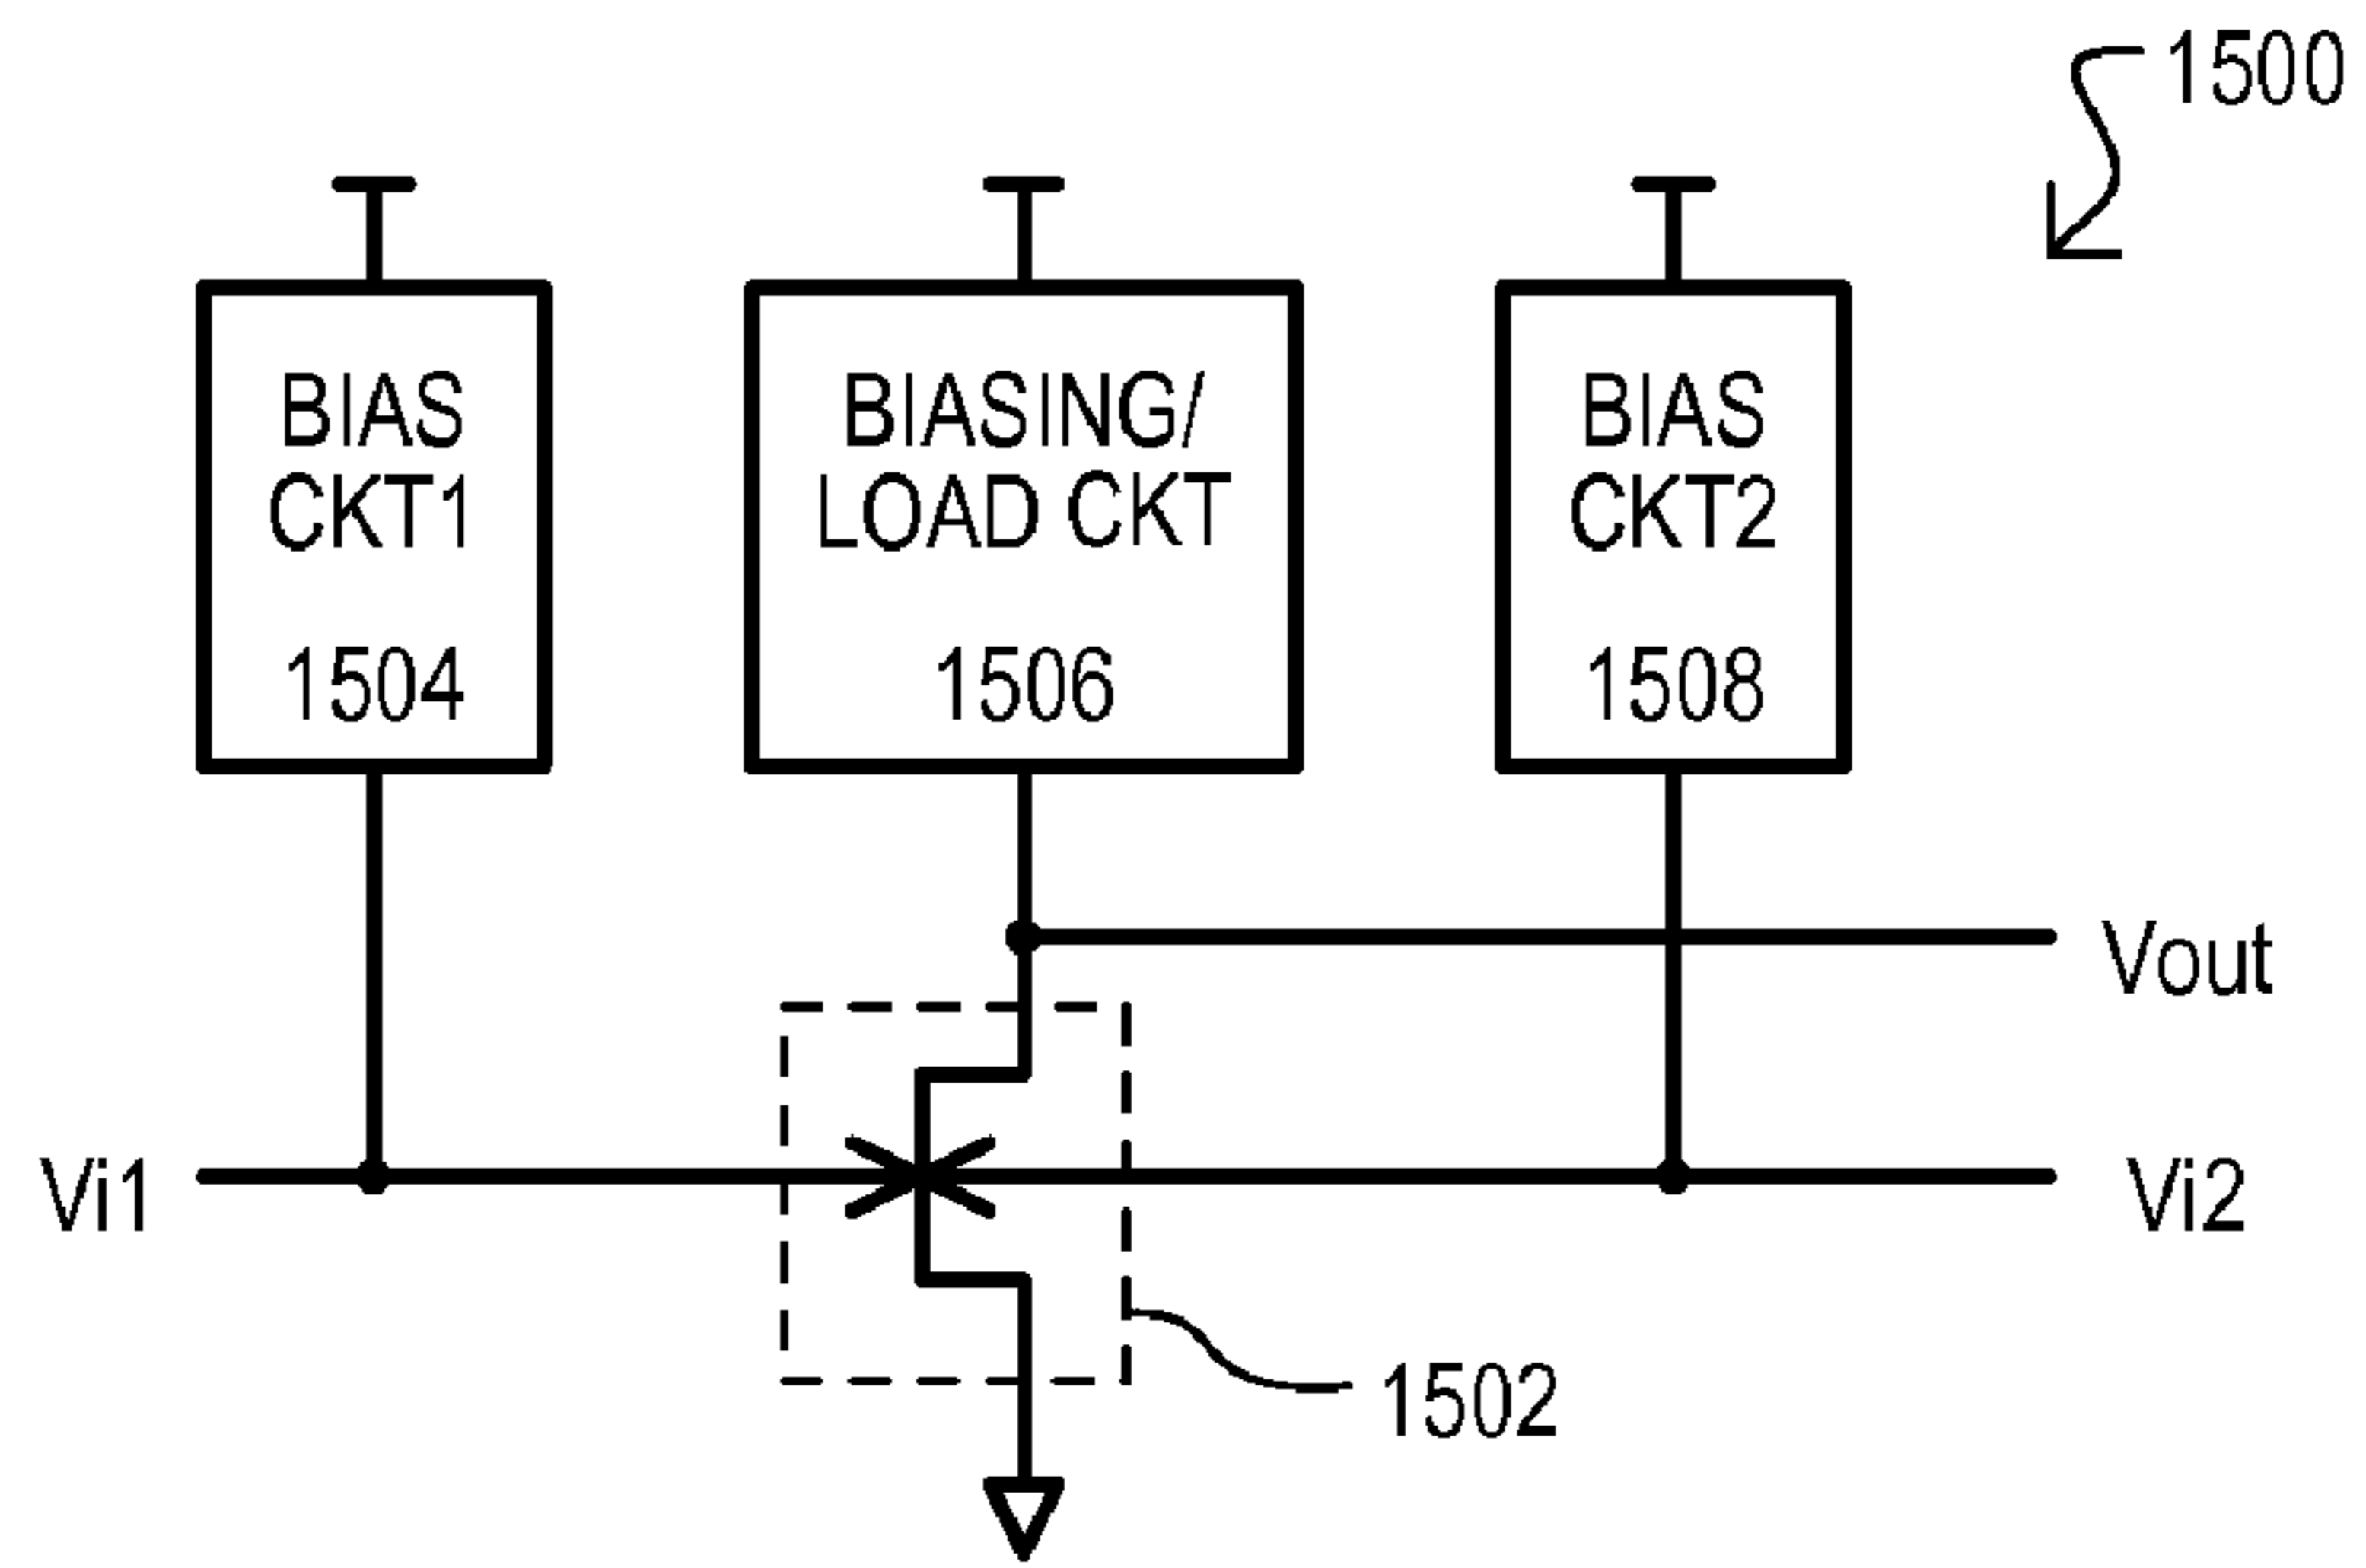 1500
BIAS
CKT1
1504
BIASING/
LOAD CKT
1506
BIAS
CKT2
1508
Vout
Vi1
Vi2
1502